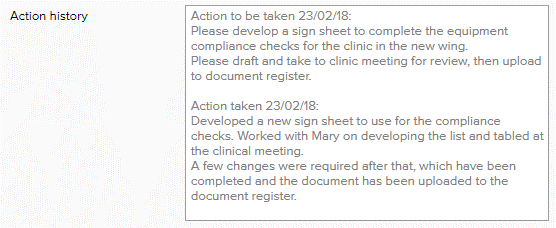 Action history
Action to be taken 23/02/18:
Please develop a sign sheet to complete the equipment
compliance checks for the clinic in the new wing.
Please draft and take to clinic meeting for review, then upload
to document register.
Action taken 23/02/18:
Developed a new sign sheet to use for the compliance
checks. Worked with Mary on developing the list and tabled at
the clinical meeting.
A few changes were required after that, which have been
completed and the document has been uploaded to the
document register.